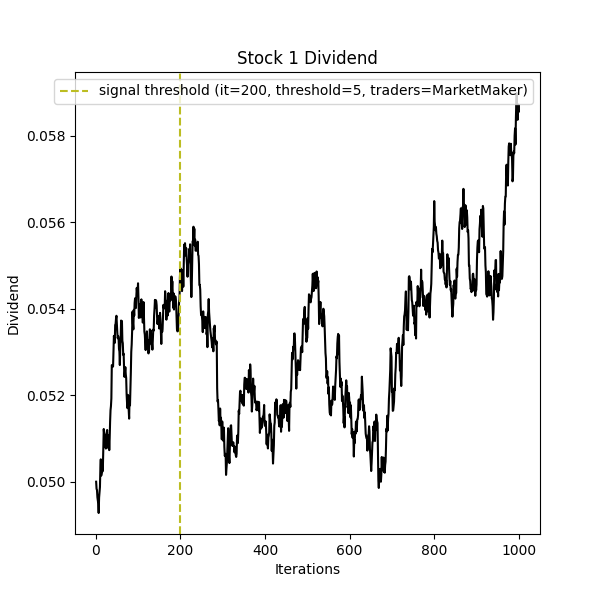 Stock 1 Dividend
signal threshold (it=200, threshold=5, traders=MarketMaker)
0.058
0.056
0.054
0.052
0.050
Dividend
0 200 400 600 800 1000
Iterations